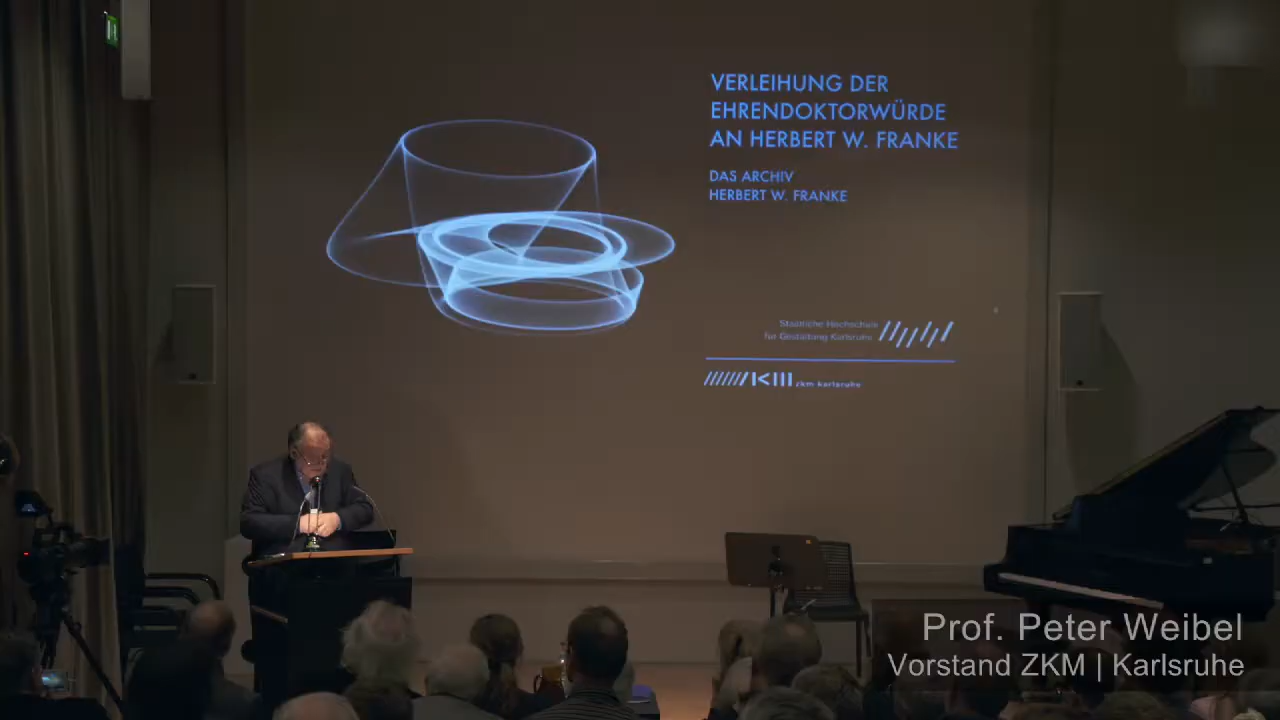 VERLEIHUNG DER
EHRENDOKTORWÜRDE
AN HERBERT W. FRANKE
DAS ARCHIV
HERBERT W. FRANKE
Staatliche Hochschule
für Gestaltung Karlsruhe
zkm karlsruhe
Prof. Peter Weibel
Vorstand ZKM | Karlsruhe